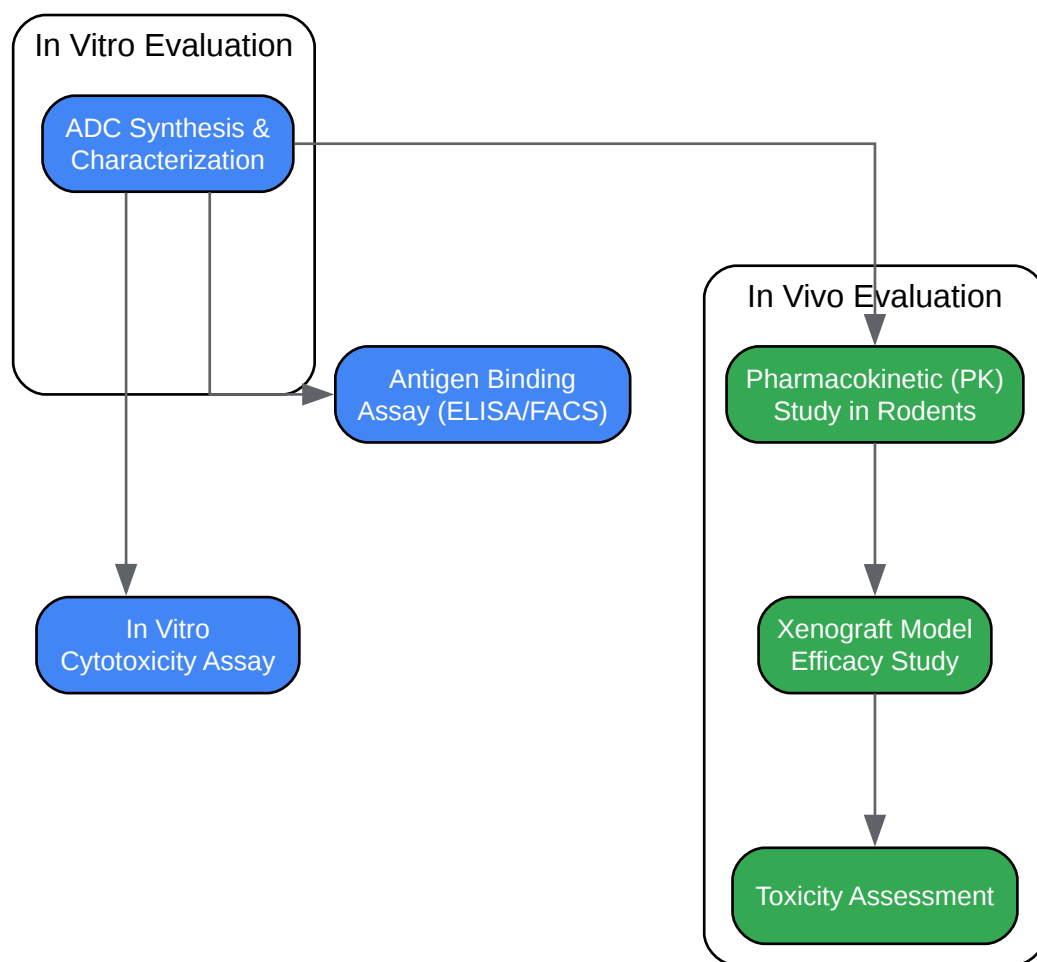 In Vitro Evaluation
ADC Synthesis &
Characterization
Antigen Binding
Assay (ELISA/FACS)
In Vitro
Cytotoxicity Assay
In Vivo Evaluation
Pharmacokinetic (PK)
Study in Rodents
Xenograft Model
Efficacy Study
Toxicity Assessment